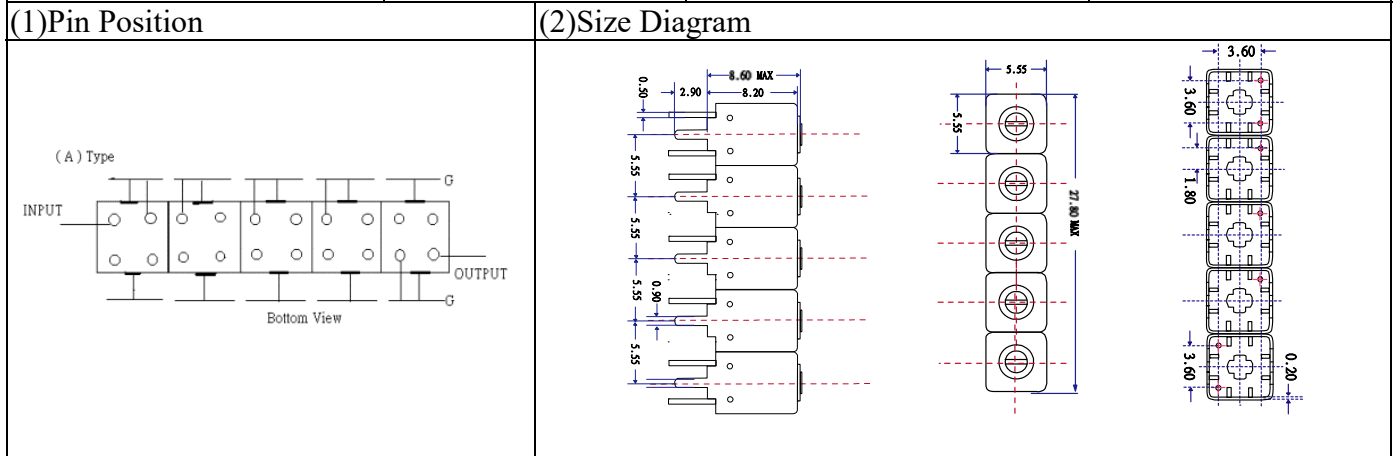 (1)Pin Position
(2)Size Diagram
( A ) Type
G
INPUT
OUTPUT
G
Bottom View
8.60 MAX
2.90
8.20
0.50
5.55
5.55
5.55
0.90
5.55
5.55
5.55
27.80 MAX
3.60
3.60
1.80
3.60
0.20